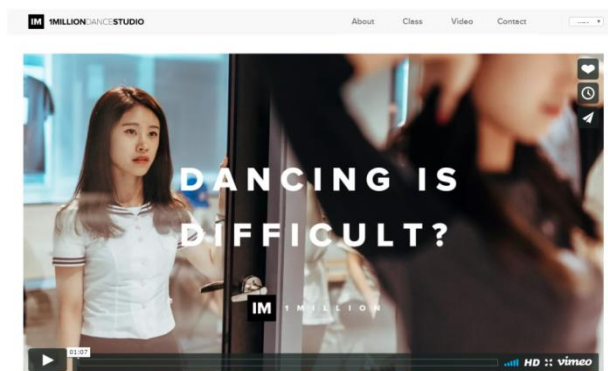 IM 1MILLIONDANCESTUDIO
About Class Video Contact
DANCING IS
DIFFICULT?
IM 1MILLION
01:07
HD vimeo